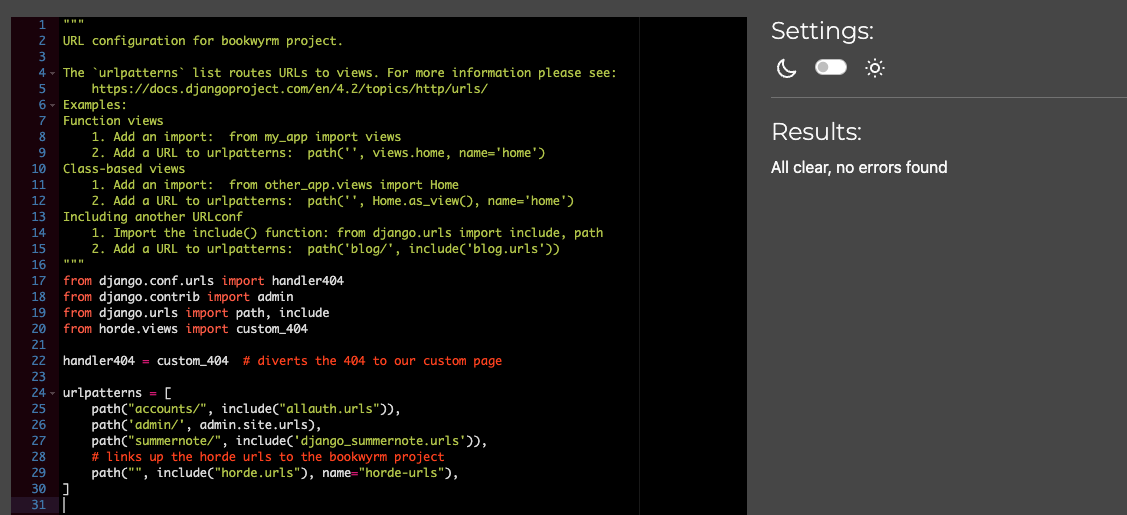 1 """
2 URL configuration for bookwyrm project.
3
4 The `urlpatterns` list routes URLs to views. For more information please see:
5     https://docs.djangoproject.com/en/4.2/topics/http/urls/
6 Examples:
7 Function views
8     1. Add an import:  from my_app import views
9     2. Add a URL to urlpatterns:  path('', views.home, name='home')
10 Class-based views
11     1. Add an import:  from other_app.views import Home
12     2. Add a URL to urlpatterns:  path('', Home.as_view(), name='home')
13 Including another URLconf
14     1. Import the include() function: from django.urls import include, path
15     2. Add a URL to urlpatterns:  path('blog/', include('blog.urls'))
16 """
17 from django.conf.urls import handler404
18 from django.contrib import admin
19 from django.urls import path, include
20 from horde.views import custom_404
21
22 handler404 = custom_404  # diverts the 404 to our custom page
23
24 urlpatterns = [
25     path("accounts/", include("allauth.urls")),
26     path('admin/', admin.site.urls),
27     path("summernote/", include('django_summernote.urls')),
28     # links up the horde urls to the bookwyrm project
29     path("", include("horde.urls"), name="horde-urls"),
30 ]
31
Settings:
Results:
All clear, no errors found